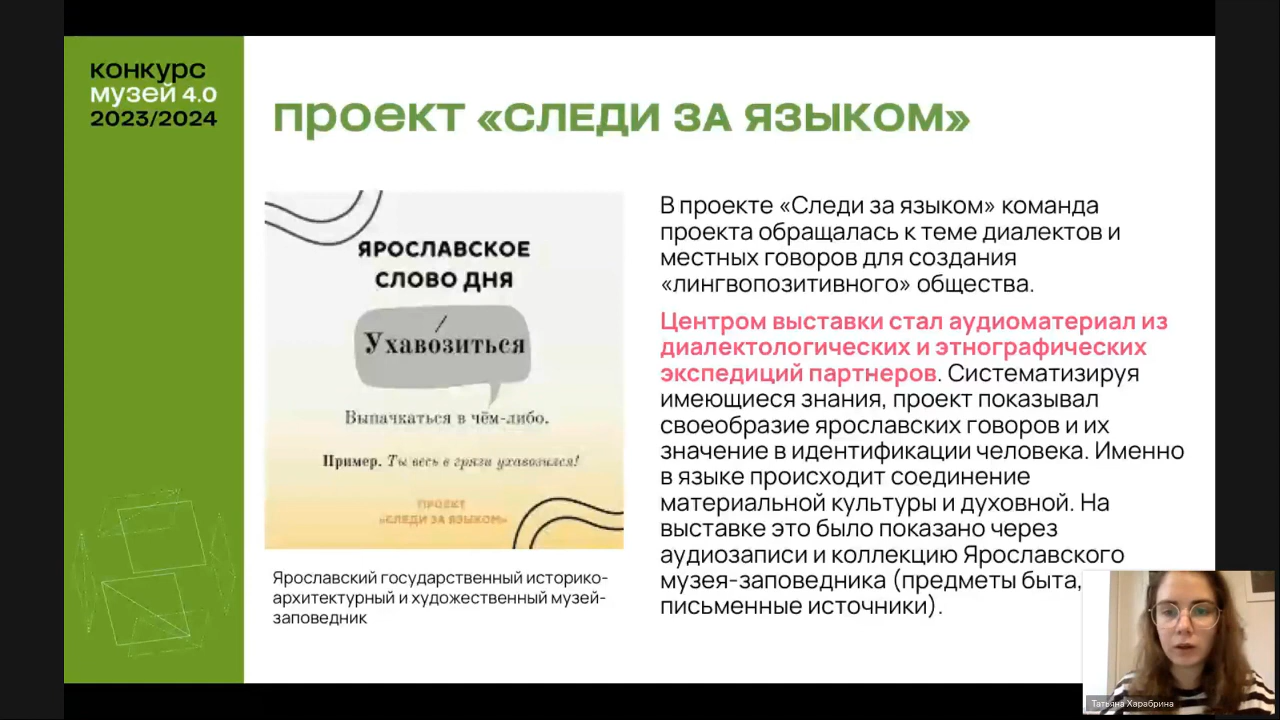 конкурс
музей 4.0
2023/2024
проект «СЛЕДИ ЗА ЯЗЫКОМ»
ЯРОСЛАВСКОЕ
СЛОВО ДНЯ
Ухавозиться
Выпачкаться в чём-либо.
Пример. Ты весь в грязи ухавозился!
ПРОЕКТ
«СЛЕДИ ЗА ЯЗЫКОМ»
Ярославский государственный историко-
архитектурный и художественный музей-
заповедник
В проекте «Следи за языком» команда
проекта обращалась к теме диалектов и
местных говоров для создания
«лингвопозитивного» общества.
Центром выставки стал аудиоматериал из
диалектологических и этнографических
экспедиций партнеров. Систематизируя
имеющиеся знания, проект показывал
своеобразие ярославских говоров и их
значение в идентификации человека. Именно
в языке происходит соединение
материальной культуры и духовной. На
выставке это было показано через
аудиозаписи и коллекцию Ярославского
музея-заповедника (предметы быта,
письменные источники).
Татьяна Харабрина